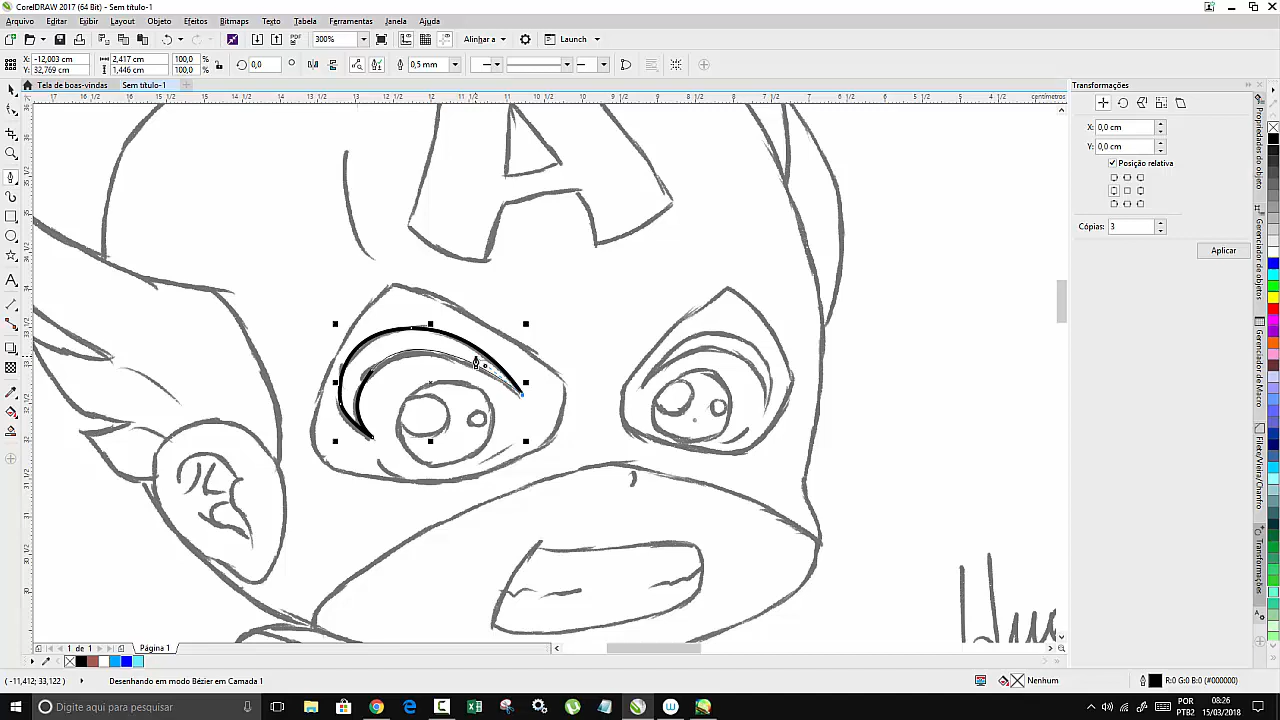 CorelDRAW 2017 (64 Bit) - Sem título-1
Arquivo Editar Exibir Layout Objeto Efeitos Bitmaps Texto Tabela Ferramentas Janela Ajuda
300% Alinhar a Launch
X: -12,003 cm 2,417 cm 100,0 % 0,0 ° 0,5 mm
Y: 32,769 cm 1,446 cm 100,0 %
Tela de boas-vindas Sem título-1
centímetros
Transformações
X: 0,0 cm
Y: 0,0 cm
Posição relativa
Cópias: 3
Aplicar
Propriedades do objeto
Gerenciador de objetos
Gerenciador de Macro
Filete/Vieira/Chanfro
Transformações
A
1 de 1 Página 1
( -11,412; 33,122 ) Desenhando em modo Bézier em Camada 1 Nenhum R:0 G:0 B:0 (#000000)
Digite aqui para pesquisar
POR 08:26
PTB2 15/03/2018